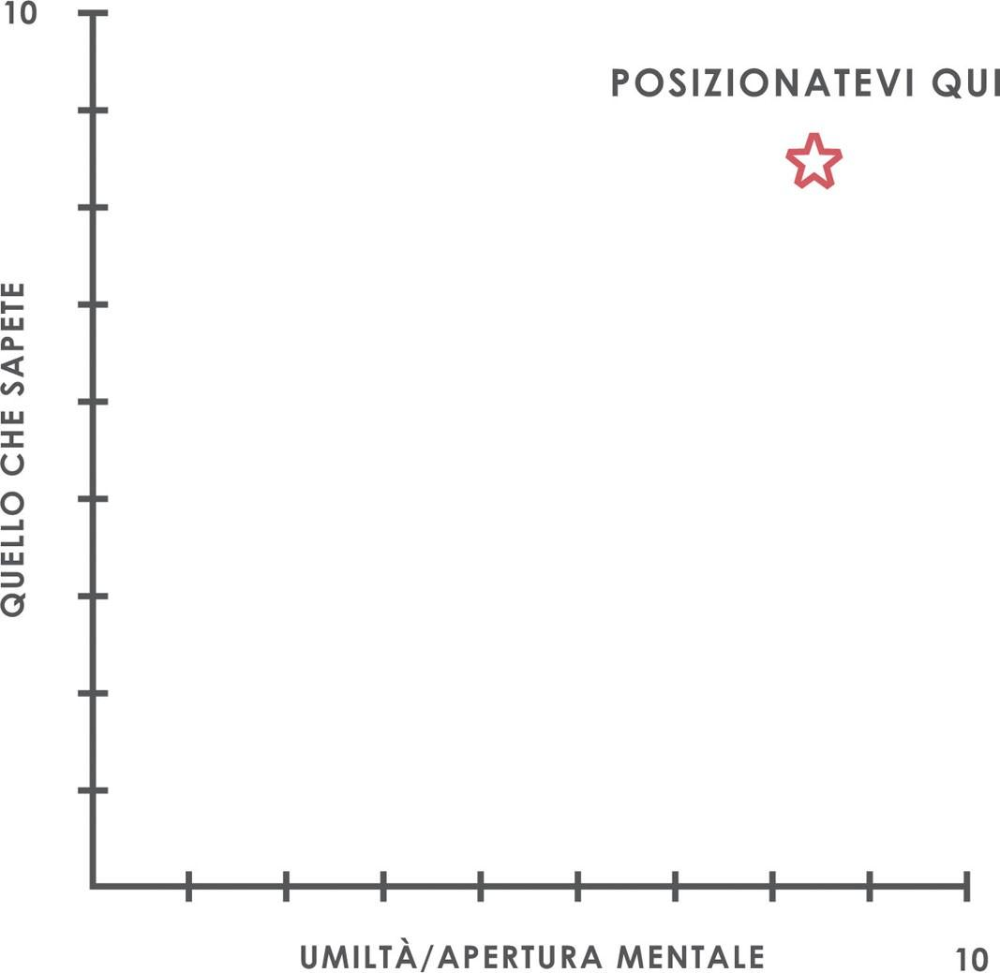 10
POSIZIONATEVI QUI
QUELLO CHE SAPETE
UMILTÀ/APERTURA MENTALE
10